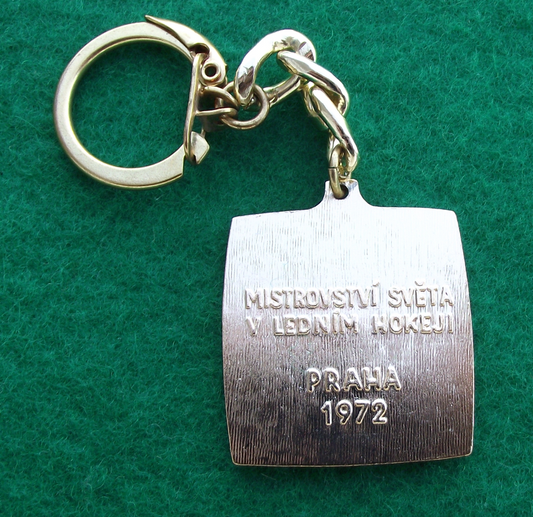 MISTROVSTVÍ SVĚTA
V LEDNÍM HOKEJI
PRAHA
1972